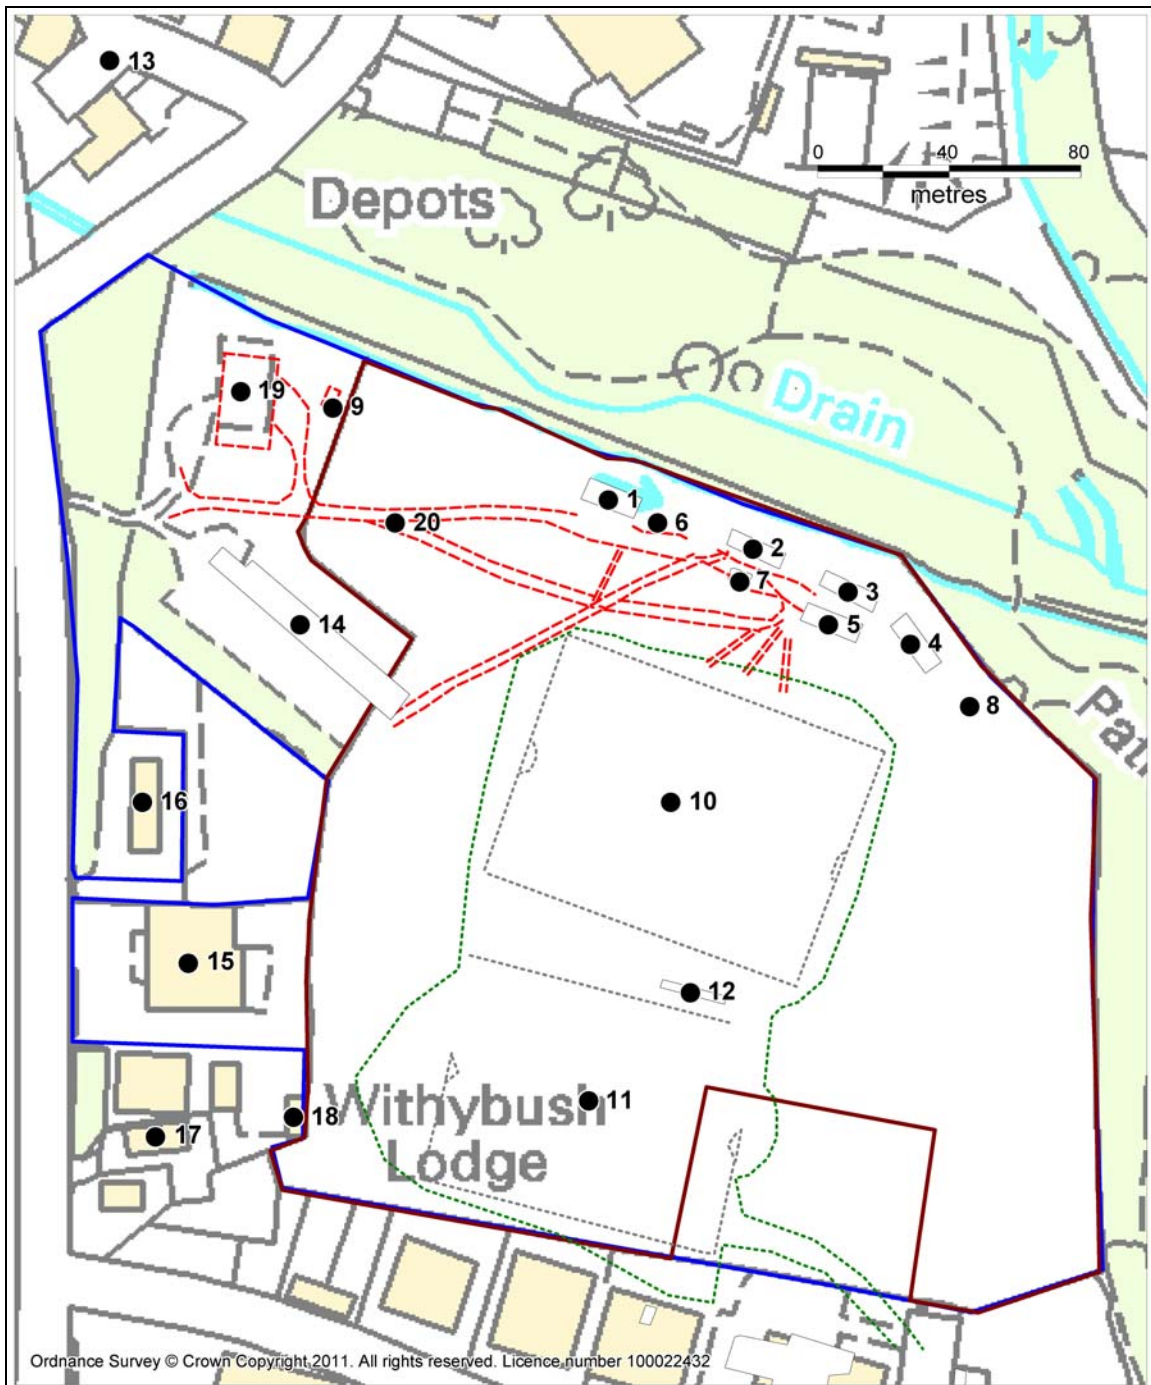 13
0 40 80
metres
Depots
19
9
Drain
1
20
6
2
7
3
14
5
4
8
Path
16
10
15
12
Withybush
11
18
17
Lodge
Ordnance Survey © Crown Copyright 2011. All rights reserved. Licence number 100022432